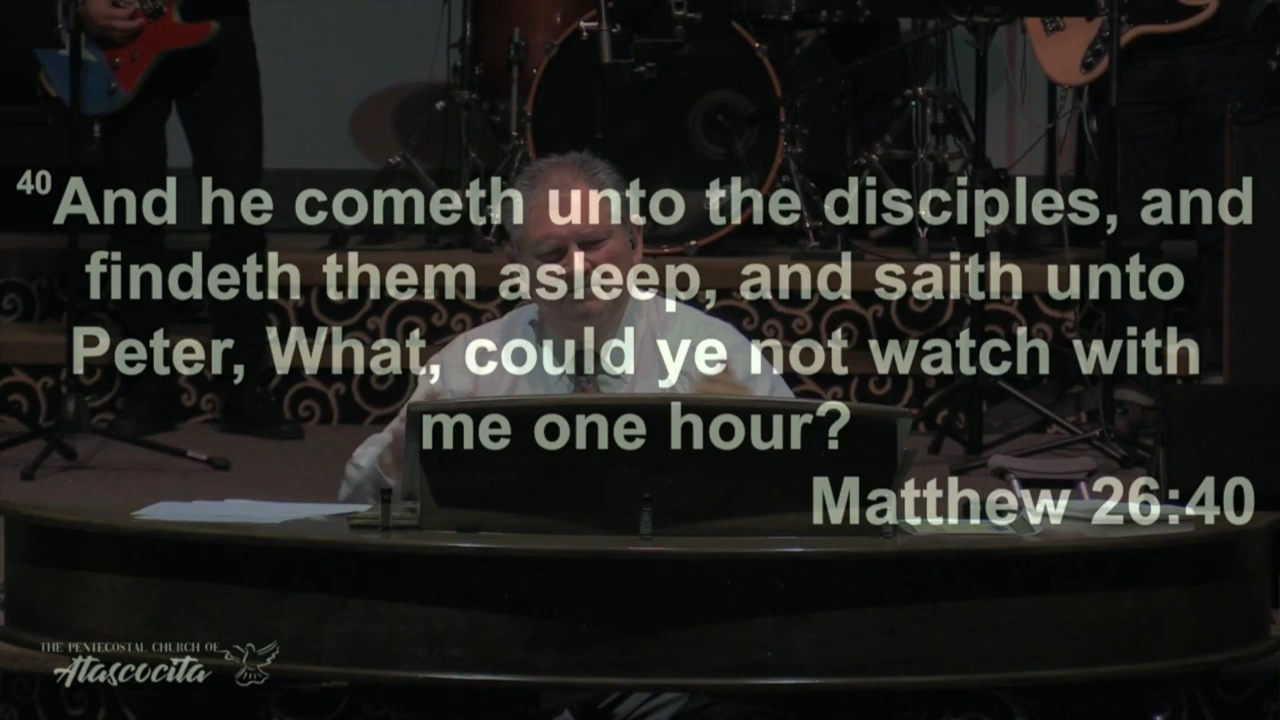 40 And he cometh unto the disciples, and
findeth them asleep, and saith unto
Peter, What, could ye not watch with
me one hour?
Matthew 26:40
THE PENTECOSTAL CHURCH OF
Atascocita